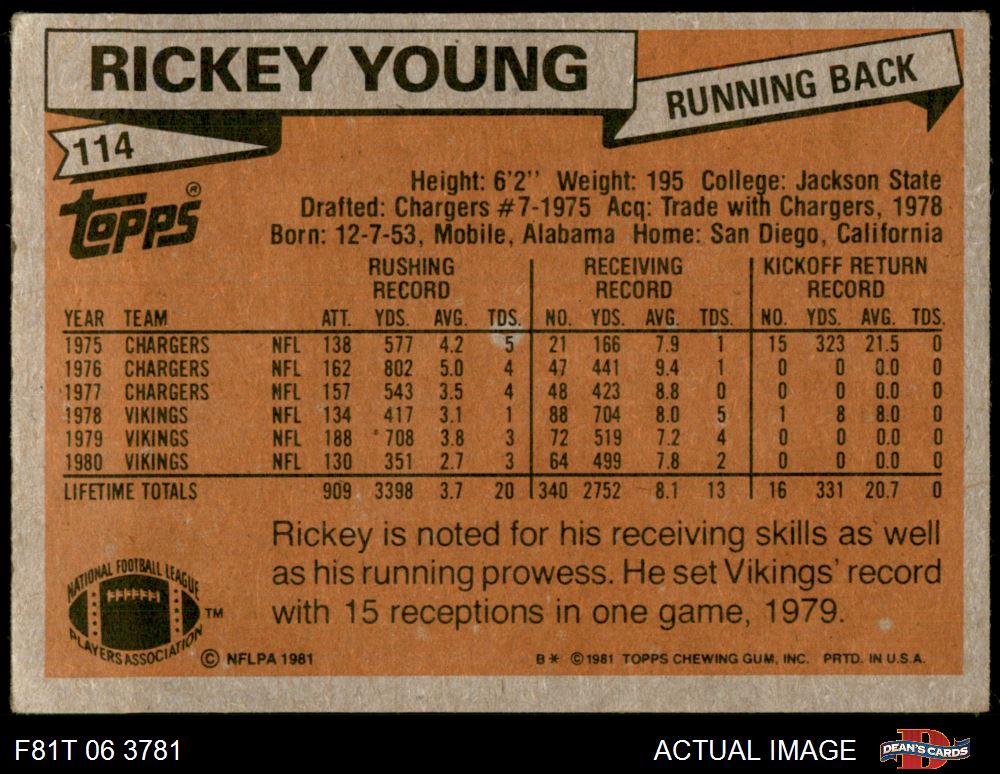 RICKEY YOUNG
RUNNING BACK
114
topps®
Height: 6'2'' Weight: 195 College: Jackson State
Drafted: Chargers #7-1975 Acq: Trade with Chargers, 1978
Born: 12-7-53, Mobile, Alabama Home: San Diego, California
RUSHING RECORD RECEIVING RECORD KICKOFF RETURN RECORD
YEAR TEAM ATT. YDS. AVG. TDS. NO. YDS. AVG. TDS. NO. YDS. AVG. TDS.
1975 CHARGERS NFL 138 577 4.2 5 21 166 7.9 1 15 323 21.5 0
1976 CHARGERS NFL 162 802 5.0 4 47 441 9.4 1 0 0 0.0 0
1977 CHARGERS NFL 157 543 3.5 4 48 423 8.8 0 0 0 0.0 0
1978 VIKINGS NFL 134 417 3.1 1 88 704 8.0 5 1 8 8.0 0
1979 VIKINGS NFL 188 708 3.8 3 72 519 7.2 4 0 0 0.0 0
1980 VIKINGS NFL 130 351 2.7 3 64 499 7.8 2 0 0 0.0 0
LIFETIME TOTALS 909 3398 3.7 20 340 2752 8.1 13 16 331 20.7 0
Rickey is noted for his receiving skills as well
as his running prowess. He set Vikings' record
with 15 receptions in one game, 1979.
NATIONAL FOOTBALL LEAGUE
PLAYERS ASSOCIATION
TM
© NFLPA 1981
B* ©1981 TOPPS CHEWING GUM, INC. PRTD. IN U.S.A.
F81T 06 3781
ACTUAL IMAGE
DEAN'S CARDS